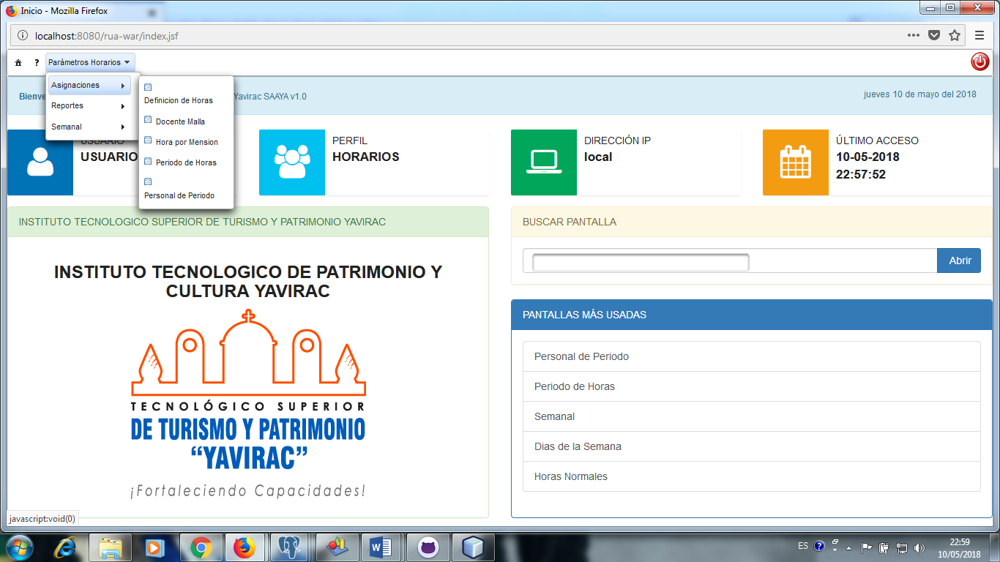 Inicio - Mozilla Firefox
localhost:8080/rua-war/index.jsf
? Parámetros Horarios
Asignaciones
Reportes
Semanal
Definicion de Horas
Docente Malla
Hora por Mension
Periodo de Horas
Personal de Periodo
Yavirac SAAYA v1.0
jueves 10 de mayo del 2018
USUARIO
USUARIO
PERFIL
HORARIOS
DIRECCIÓN IP
local
ÚLTIMO ACCESO
10-05-2018
22:57:52
INSTITUTO TECNOLOGICO SUPERIOR DE TURISMO Y PATRIMONIO YAVIRAC
INSTITUTO TECNOLOGICO DE PATRIMONIO Y
CULTURA YAVIRAC
TECNOLÓGICO SUPERIOR
DE TURISMO Y PATRIMONIO
“YAVIRAC”
¡Fortaleciendo Capacidades!
BUSCAR PANTALLA
Abrir
PANTALLAS MÁS USADAS
Personal de Periodo
Periodo de Horas
Semanal
Dias de la Semana
Horas Normales
javascript:void(0)
ES
22:59
10/05/2018